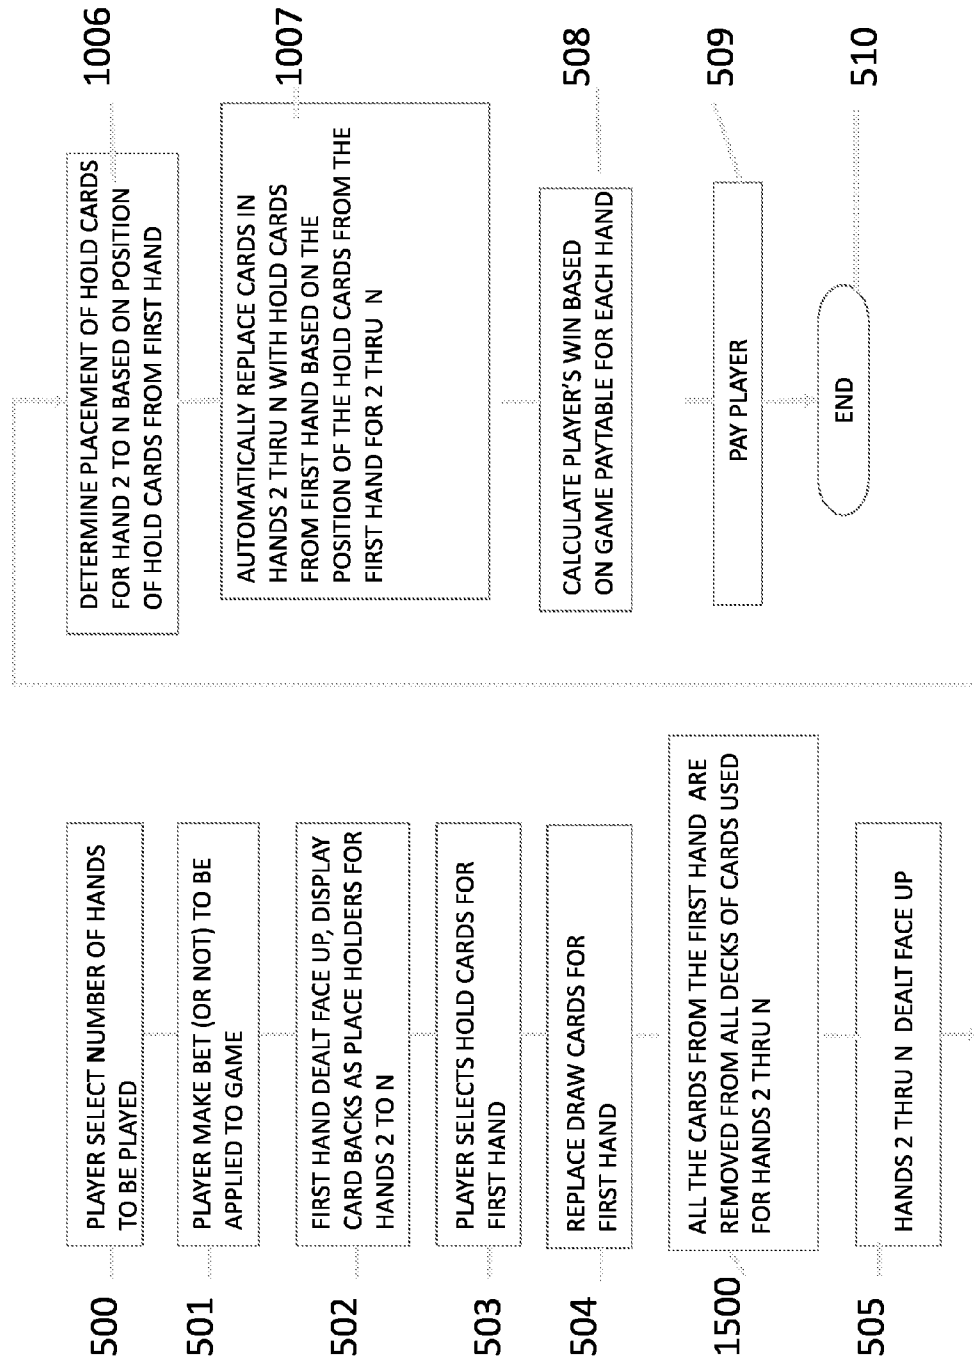 500
PLAYER SELECT NUMBER OF HANDS
TO BE PLAYED
501
PLAYER MAKE BET (OR NOT) TO BE
APPLIED TO GAME
502
FIRST HAND DEALT FACE UP, DISPLAY
CARD BACKS AS PLACE HOLDERS FOR
HANDS 2 TO N
503
PLAYER SELECTS HOLD CARDS FOR
FIRST HAND
504
REPLACE DRAW CARDS FOR
FIRST HAND
1500
ALL THE CARDS FROM THE FIRST HAND ARE
REMOVED FROM ALL DECKS OF CARDS USED
FOR HANDS 2 THRU N
505
HANDS 2 THRU N DEALT FACE UP
1006
DETERMINE PLACEMENT OF HOLD CARDS
FOR HAND 2 TO N BASED ON POSITION
OF HOLD CARDS FROM FIRST HAND
1007
AUTOMATICALLY REPLACE CARDS IN
HANDS 2 THRU N WITH HOLD CARDS
FROM FIRST HAND BASED ON THE
POSITION OF THE HOLD CARDS FROM THE
FIRST HAND FOR 2 THRU N
508
CALCULATE PLAYER'S WIN BASED
ON GAME PAYTABLE FOR EACH HAND
509
PAY PLAYER
510
END